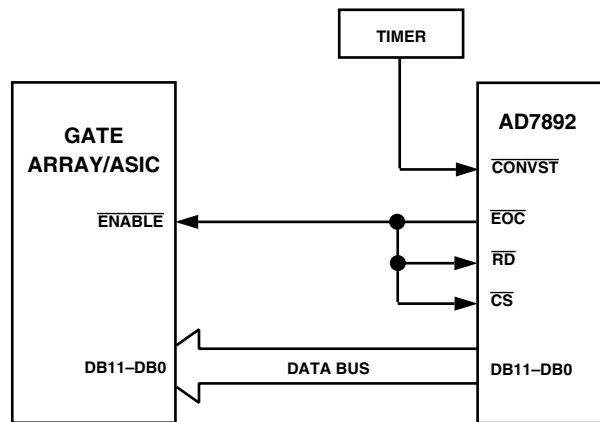 TIMER
GATE
ARRAY/ASIC
AD7892
CONVST
ENABLE
EOC
RD
CS
DB11–DB0
DATA BUS
DB11–DB0